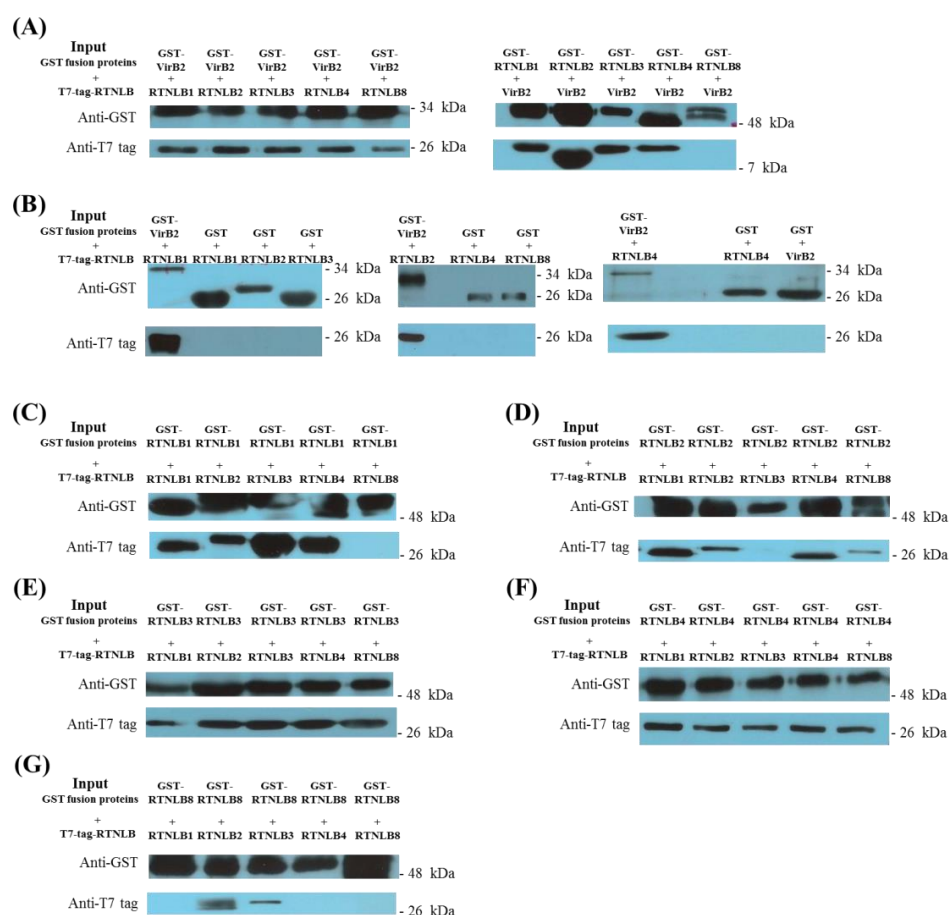 (A)
Input
GST fusion proteins
+
T7-tag-RTNLB
GST- GST- GST- GST- GST-
VirB2 VirB2 VirB2 VirB2 VirB2
+ + + + +
RTNLB1 RTNLB2 RTNLB3 RTNLB4 RTNLB8
Anti-GST
- 34 kDa
Anti-T7 tag
- 26 kDa
GST- GST- GST- GST- GST-
RTNLB1 RTNLB2 RTNLB3 RTNLB4 RTNLB8
+ + + + +
VirB2 VirB2 VirB2 VirB2 VirB2
- 48 kDa
- 7 kDa
(B)
Input
GST fusion proteins
+
T7-tag-RTNLB
GST-
VirB2 GST GST GST
+ + + +
RTNLB1 RTNLB1 RTNLB2 RTNLB3
Anti-GST
- 34 kDa
- 26 kDa
Anti-T7 tag
- 26 kDa
GST-
VirB2 GST GST
+ + +
RTNLB2 RTNLB4 RTNLB8
- 34 kDa
- 26 kDa
- 26 kDa
GST-
VirB2 GST GST
+ + +
RTNLB4 RTNLB4 VirB2
- 34 kDa
- 26 kDa
- 26 kDa
(C)
Input
GST fusion proteins
+
T7-tag-RTNLB
GST- GST- GST- GST- GST-
RTNLB1 RTNLB1 RTNLB1 RTNLB1 RTNLB1
+ + + + +
RTNLB1 RTNLB2 RTNLB3 RTNLB4 RTNLB8
Anti-GST
- 48 kDa
Anti-T7 tag
- 26 kDa
(D)
Input
GST fusion proteins
+
T7-tag-RTNLB
GST- GST- GST- GST- GST-
RTNLB2 RTNLB2 RTNLB2 RTNLB2 RTNLB2
+ + + + +
RTNLB1 RTNLB2 RTNLB3 RTNLB4 RTNLB8
Anti-GST
- 48 kDa
Anti-T7 tag
- 26 kDa
(E)
Input
GST fusion proteins
+
T7-tag-RTNLB
GST- GST- GST- GST- GST-
RTNLB3 RTNLB3 RTNLB3 RTNLB3 RTNLB3
+ + + + +
RTNLB1 RTNLB2 RTNLB3 RTNLB4 RTNLB8
Anti-GST
- 48 kDa
Anti-T7 tag
- 26 kDa
(F)
Input
GST fusion proteins
+
T7-tag-RTNLB
GST- GST- GST- GST- GST-
RTNLB4 RTNLB4 RTNLB4 RTNLB4 RTNLB4
+ + + + +
RTNLB1 RTNLB2 RTNLB3 RTNLB4 RTNLB8
Anti-GST
- 48 kDa
Anti-T7 tag
- 26 kDa
(G)
Input
GST fusion proteins
+
T7-tag-RTNLB
GST- GST- GST- GST- GST-
RTNLB8 RTNLB8 RTNLB8 RTNLB8 RTNLB8
+ + + + +
RTNLB1 RTNLB2 RTNLB3 RTNLB4 RTNLB8
Anti-GST
- 48 kDa
Anti-T7 tag
- 26 kDa